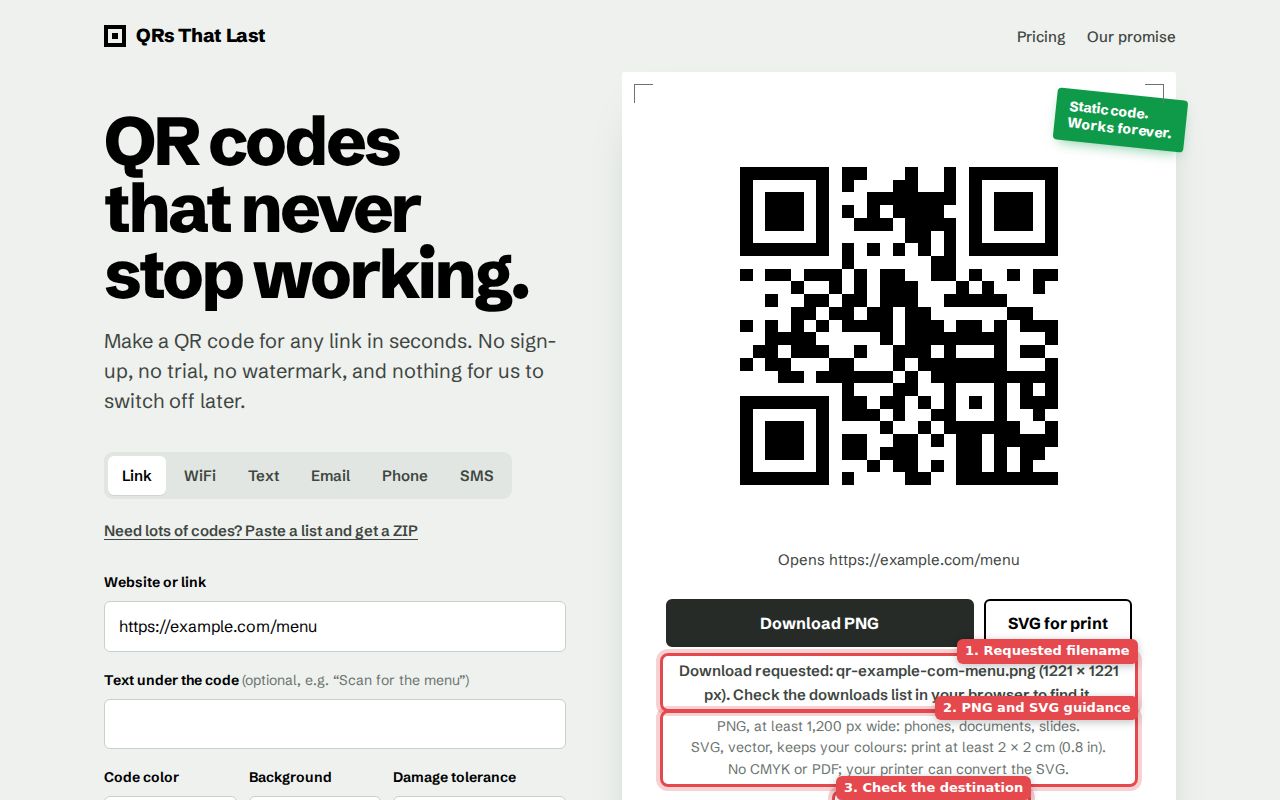 QRs That Last
Pricing
Our promise
QR codes
that never
stop working.
Make a QR code for any link in seconds. No sign-
up, no trial, no watermark, and nothing for us to
switch off later.
Link
WiFi
Text
Email
Phone
SMS
Need lots of codes? Paste a list and get a ZIP
Website or link
https://example.com/menu
Text under the code (optional, e.g. “Scan for the menu”)
Code color
Background
Damage tolerance
Static code.
Works forever.
Opens https://example.com/menu
Download PNG
SVG for print
1. Requested filename
Download requested: qr-example-com-menu.png (1221 × 1221
px). Check the downloads list in your browser to find it.
2. PNG and SVG guidance
PNG, at least 1,200 px wide: phones, documents, slides.
SVG, vector, keeps your colours: print at least 2 × 2 cm (0.8 in).
No CMYK or PDF; your printer can convert the SVG.
3. Check the destination